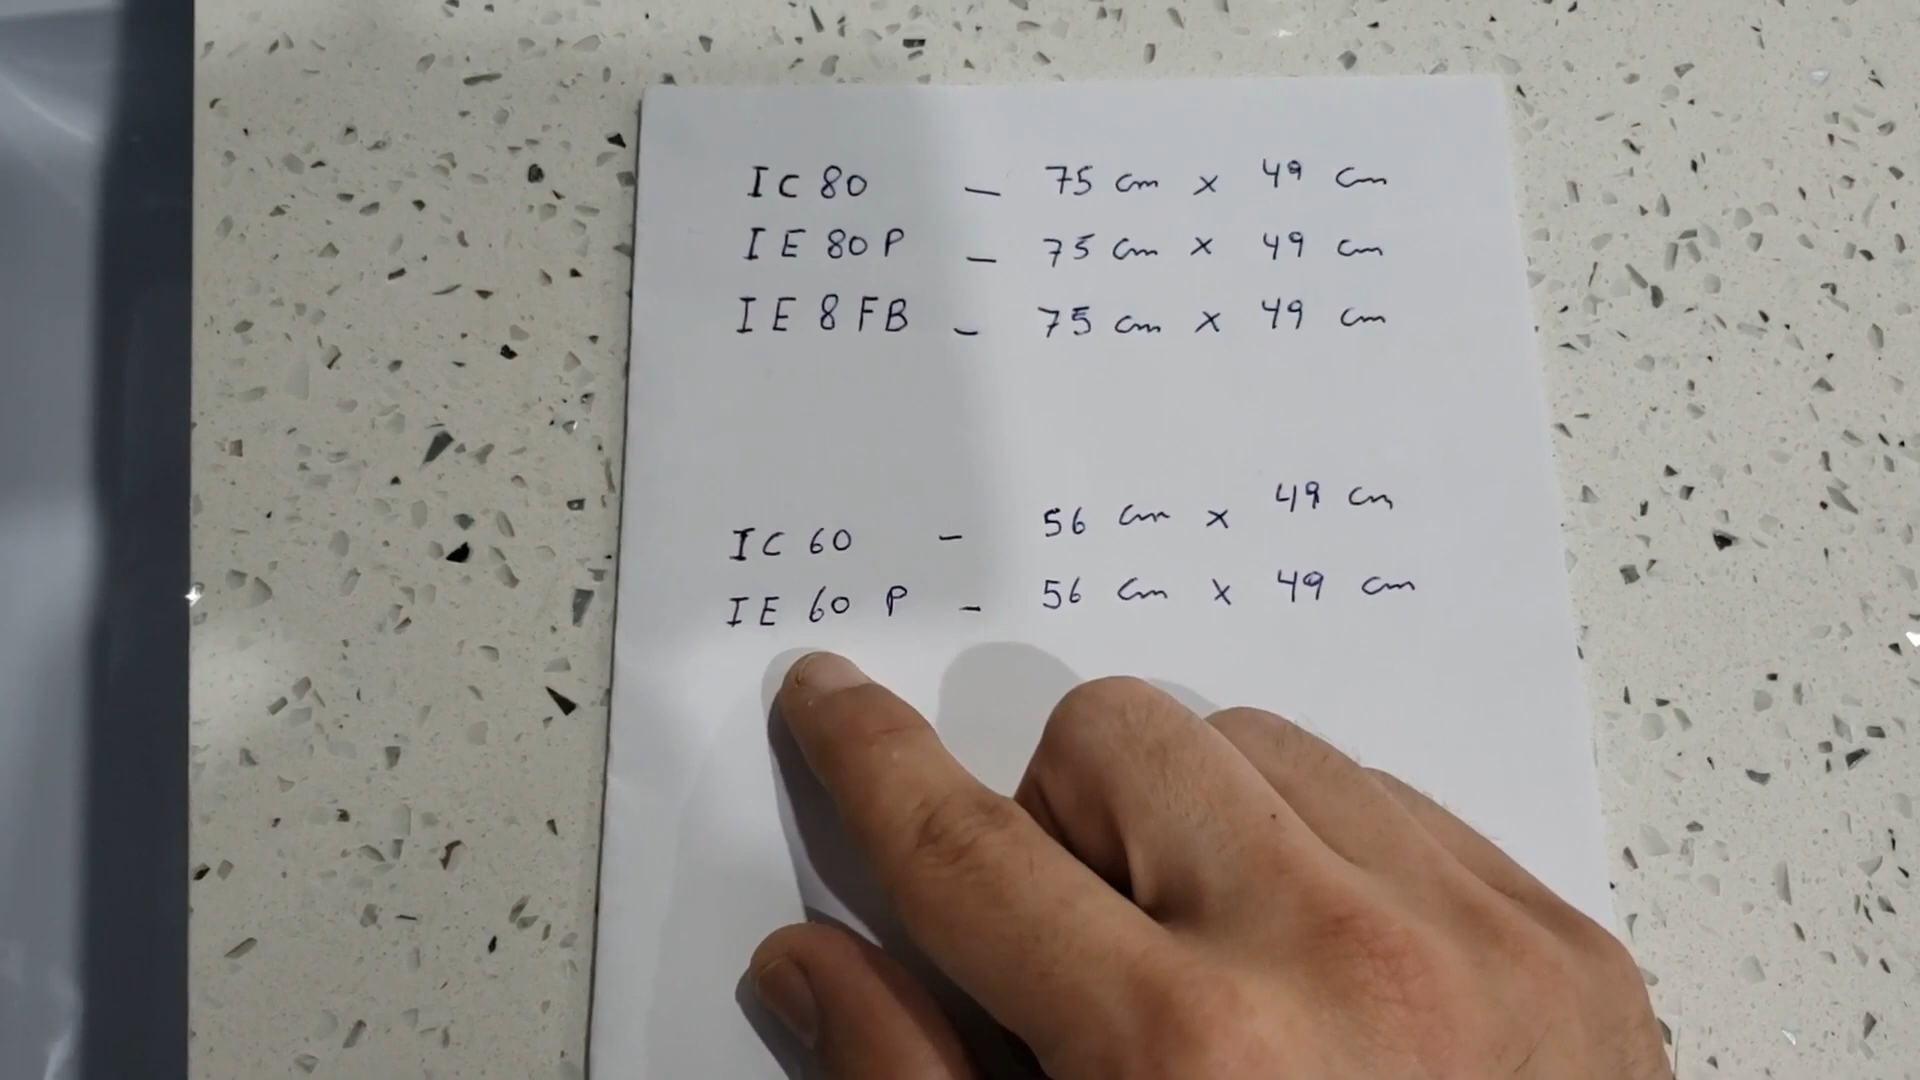 IC 80 - 75 cm x 49 cm
IE 80 P - 75 cm x 49 cm
IE 8 FB - 75 cm x 49 cm
IC 60 - 56 cm x 49 cm
IE 60 P - 56 cm x 49 cm